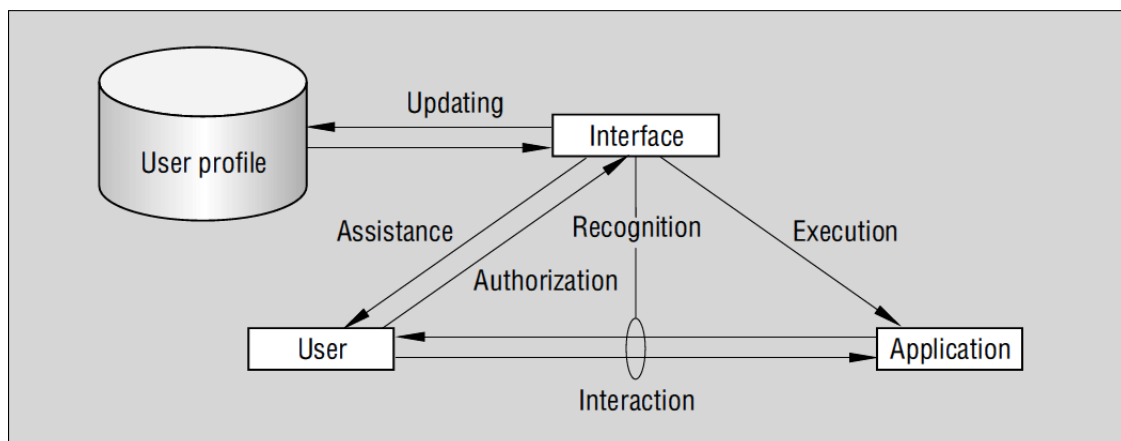 Updating
Interface
User profile
Assistance
Recognition
Execution
Authorization
User
Application
Interaction